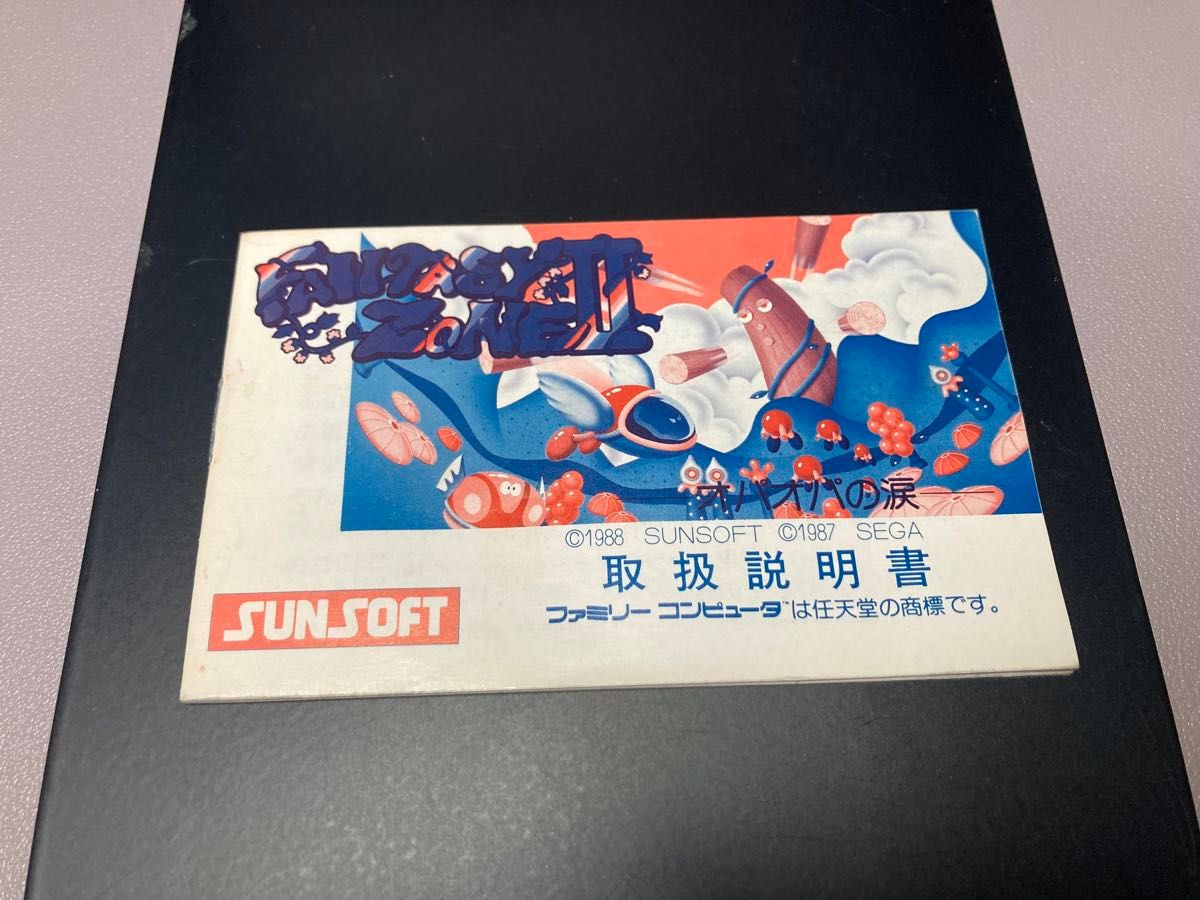 FANTASY
ZONE II
オパオパの涙
©1988 SUNSOFT ©1987 SEGA
取扱説明書
ファミリーコンピュータ™は任天堂の商標です。
SUNSOFT